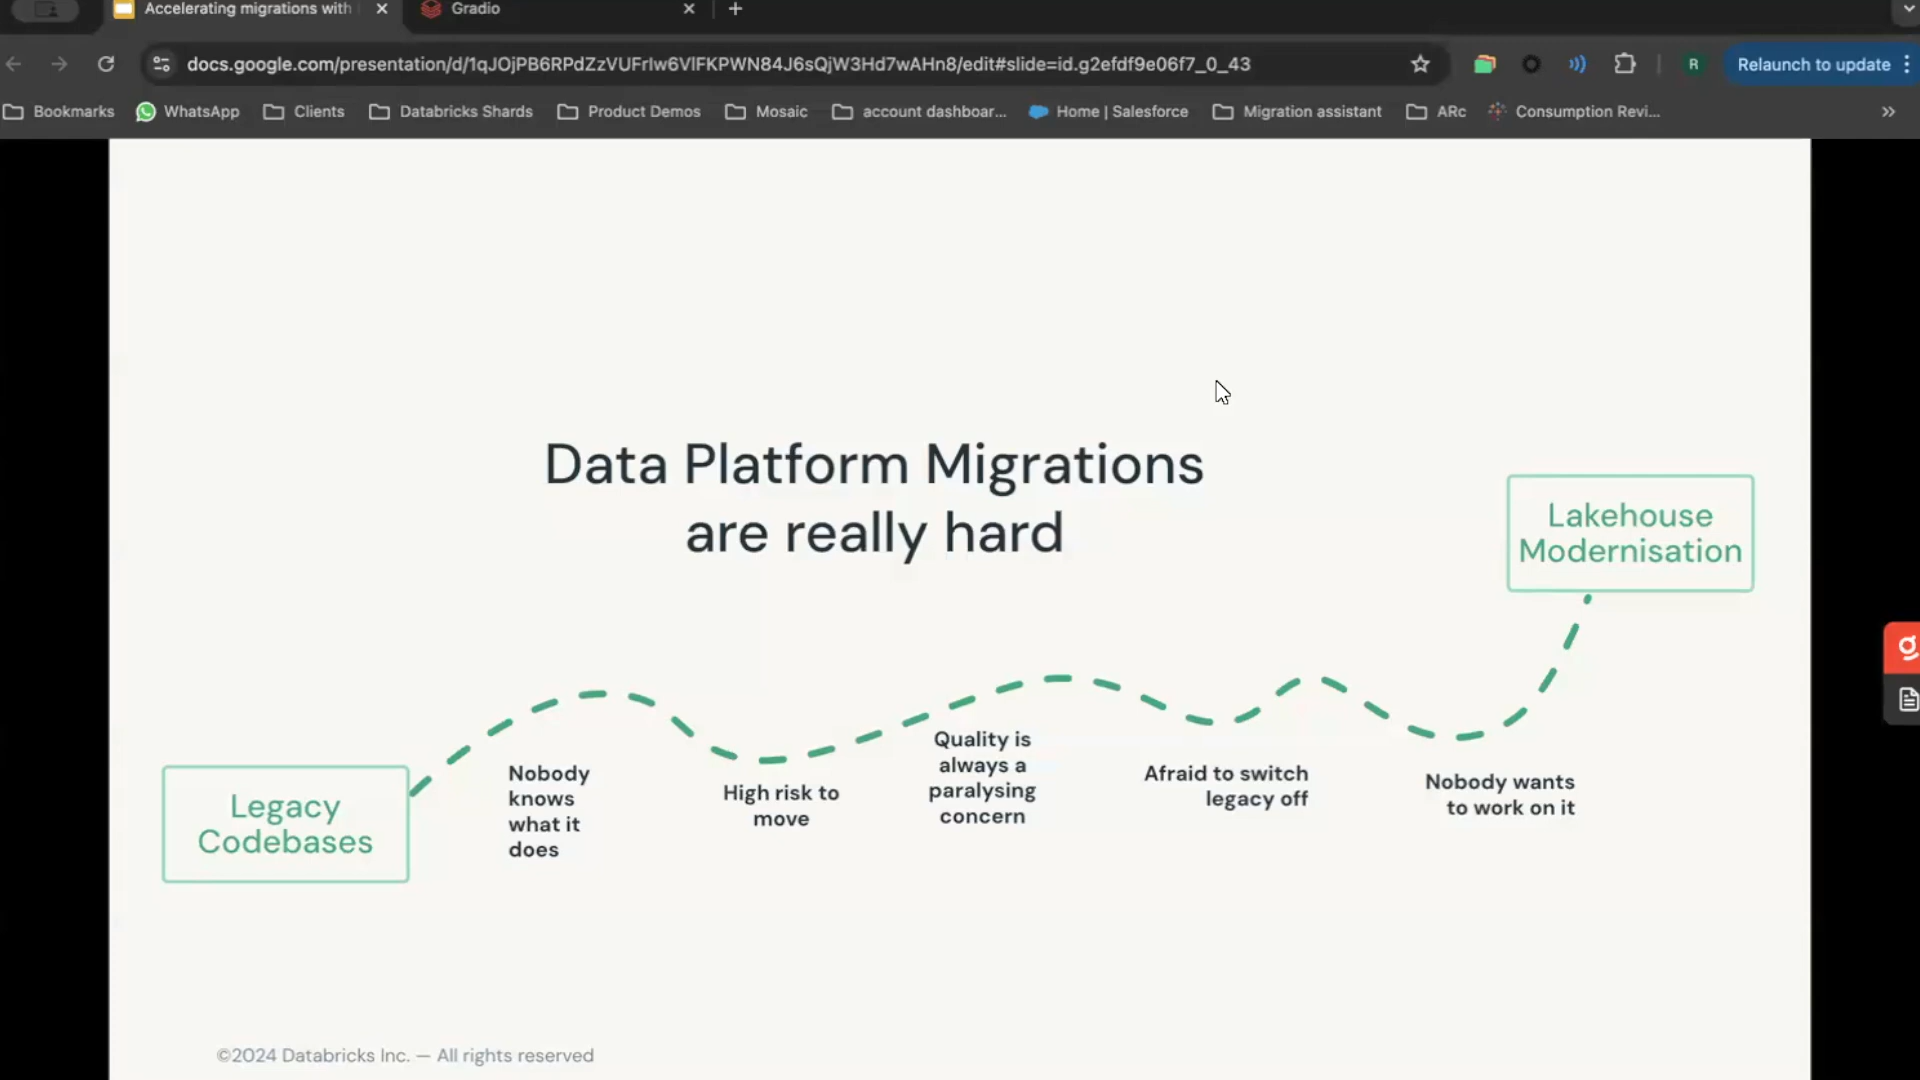 Accelerating migrations with
Gradio
docs.google.com/presentation/d/1qJOjPB6RPdZzVUFrIw6VlFKPWN84J6sQjW3Hd7wAHn8/edit#slide=id.g2efdf9e06f7_0_43
R
Relaunch to update
Bookmarks
WhatsApp
Clients
Databricks Shards
Product Demos
Mosaic
account dashboar...
Home | Salesforce
Migration assistant
ARc
Consumption Revi...
Data Platform Migrations
are really hard
Lakehouse
Modernisation
Legacy
Codebases
Nobody
knows
what it
does
High risk to
move
Quality is
always a
paralysing
concern
Afraid to switch
legacy off
Nobody wants
to work on it
g
©2024 Databricks Inc. — All rights reserved